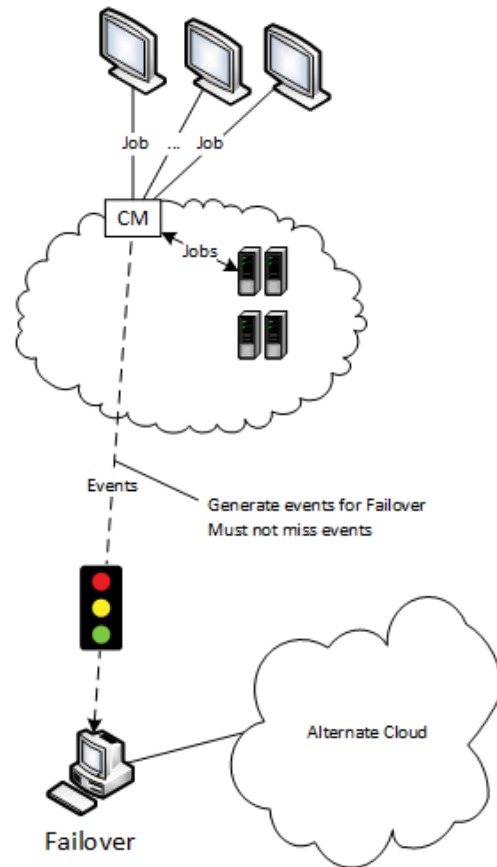 Job ... Job
CM
Jobs
Events
Generate events for Failover
Must not miss events
Alternate Cloud
Failover